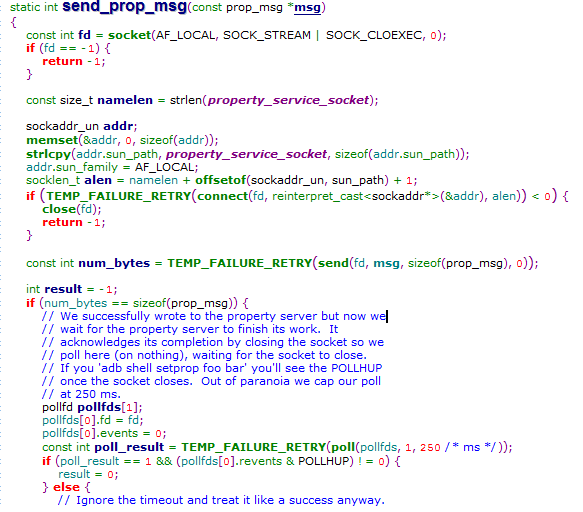 static int send_prop_msg(const prop_msg *msg)
{
const int fd = socket(AF_LOCAL, SOCK_STREAM | SOCK_CLOEXEC, 0);
if (fd == -1) {
return -1;
}
const size_t namelen = strlen(property_service_socket);
sockaddr_un addr;
memset(&addr, 0, sizeof(addr));
strlcpy(addr.sun_path, property_service_socket, sizeof(addr.sun_path));
addr.sun_family = AF_LOCAL;
socklen_t alen = namelen + offsetof(sockaddr_un, sun_path) + 1;
if (TEMP_FAILURE_RETRY(connect(fd, reinterpret_cast<sockaddr*>(&addr), alen)) < 0) {
close(fd);
return -1;
}
const int num_bytes = TEMP_FAILURE_RETRY(send(fd, msg, sizeof(prop_msg), 0));
int result = -1;
if (num_bytes == sizeof(prop_msg)) {
// We successfully wrote to the property server but now we
// wait for the property server to finish its work.  It
// acknowledges its completion by closing the socket so we
// poll here (on nothing), waiting for the socket to close.
// If you 'adb shell setprop foo bar' you'll see the POLLHUP
// once the socket closes.  Out of paranoia we cap our poll
// at 250 ms.
pollfd pollfds[1];
pollfds[0].fd = fd;
pollfds[0].events = 0;
const int poll_result = TEMP_FAILURE_RETRY(poll(pollfds, 1, 250 /* ms */));
if (poll_result == 1 && (pollfds[0].revents & POLLHUP) != 0) {
result = 0;
} else {
// Ignore the timeout and treat it like a success anyway.